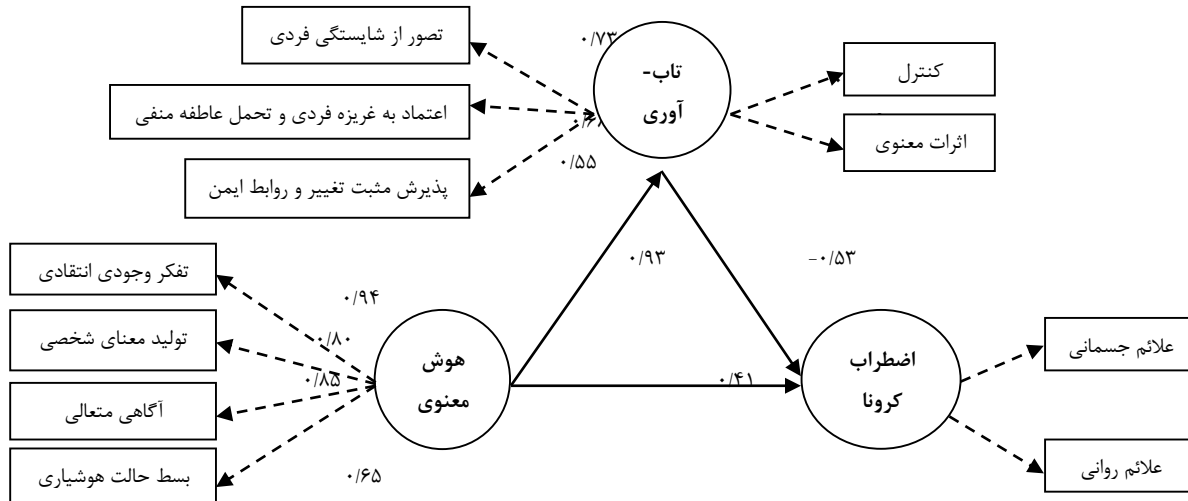 تصور از شایستگی فردی
۰/۷۳
تاب-
آوری
کنترل
اعتماد به غریزه فردی و تحمل عاطفه منفی
اثرات معنوی
۰/۵۵
پذیرش مثبت تغییر و روابط ایمن
۰/۹۳
-۰/۵۳
تفکر وجودی انتقادی
۰/۹۴
تولید معنای شخصی
۰/۸۰
هوش
معنوی
۰/۸۵
آگاهی متعالی
بسط حالت هوشیاری
۰/۶۵
۰/۴۱
اضطراب
کرونا
علائم جسمانی
علائم روانی